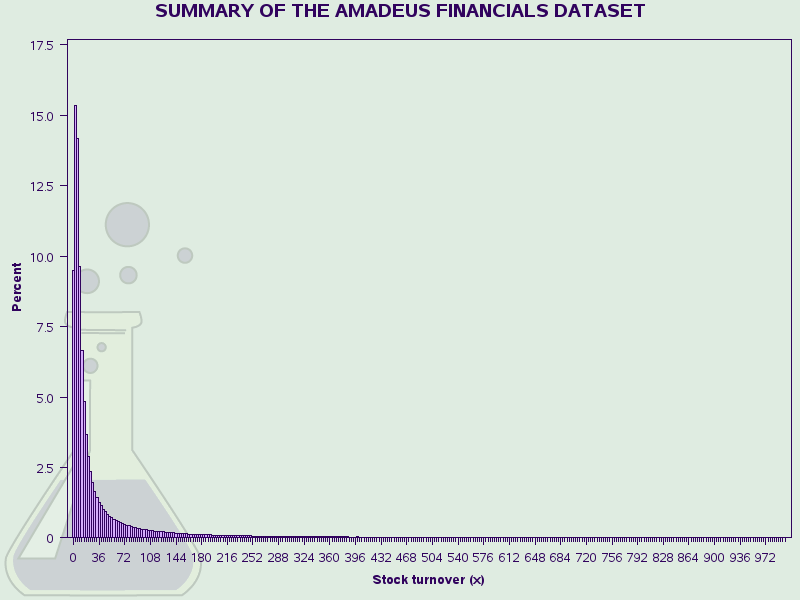 SUMMARY OF THE AMADEUS FINANCIALS DATASET
17.5
15.0
12.5
10.0
7.5
5.0
2.5
0
Percent
0 36 72 108 144 180 216 252 288 324 360 396 432 468 504 540 576 612 648 684 720 756 792 828 864 900 936 972
Stock turnover (x)